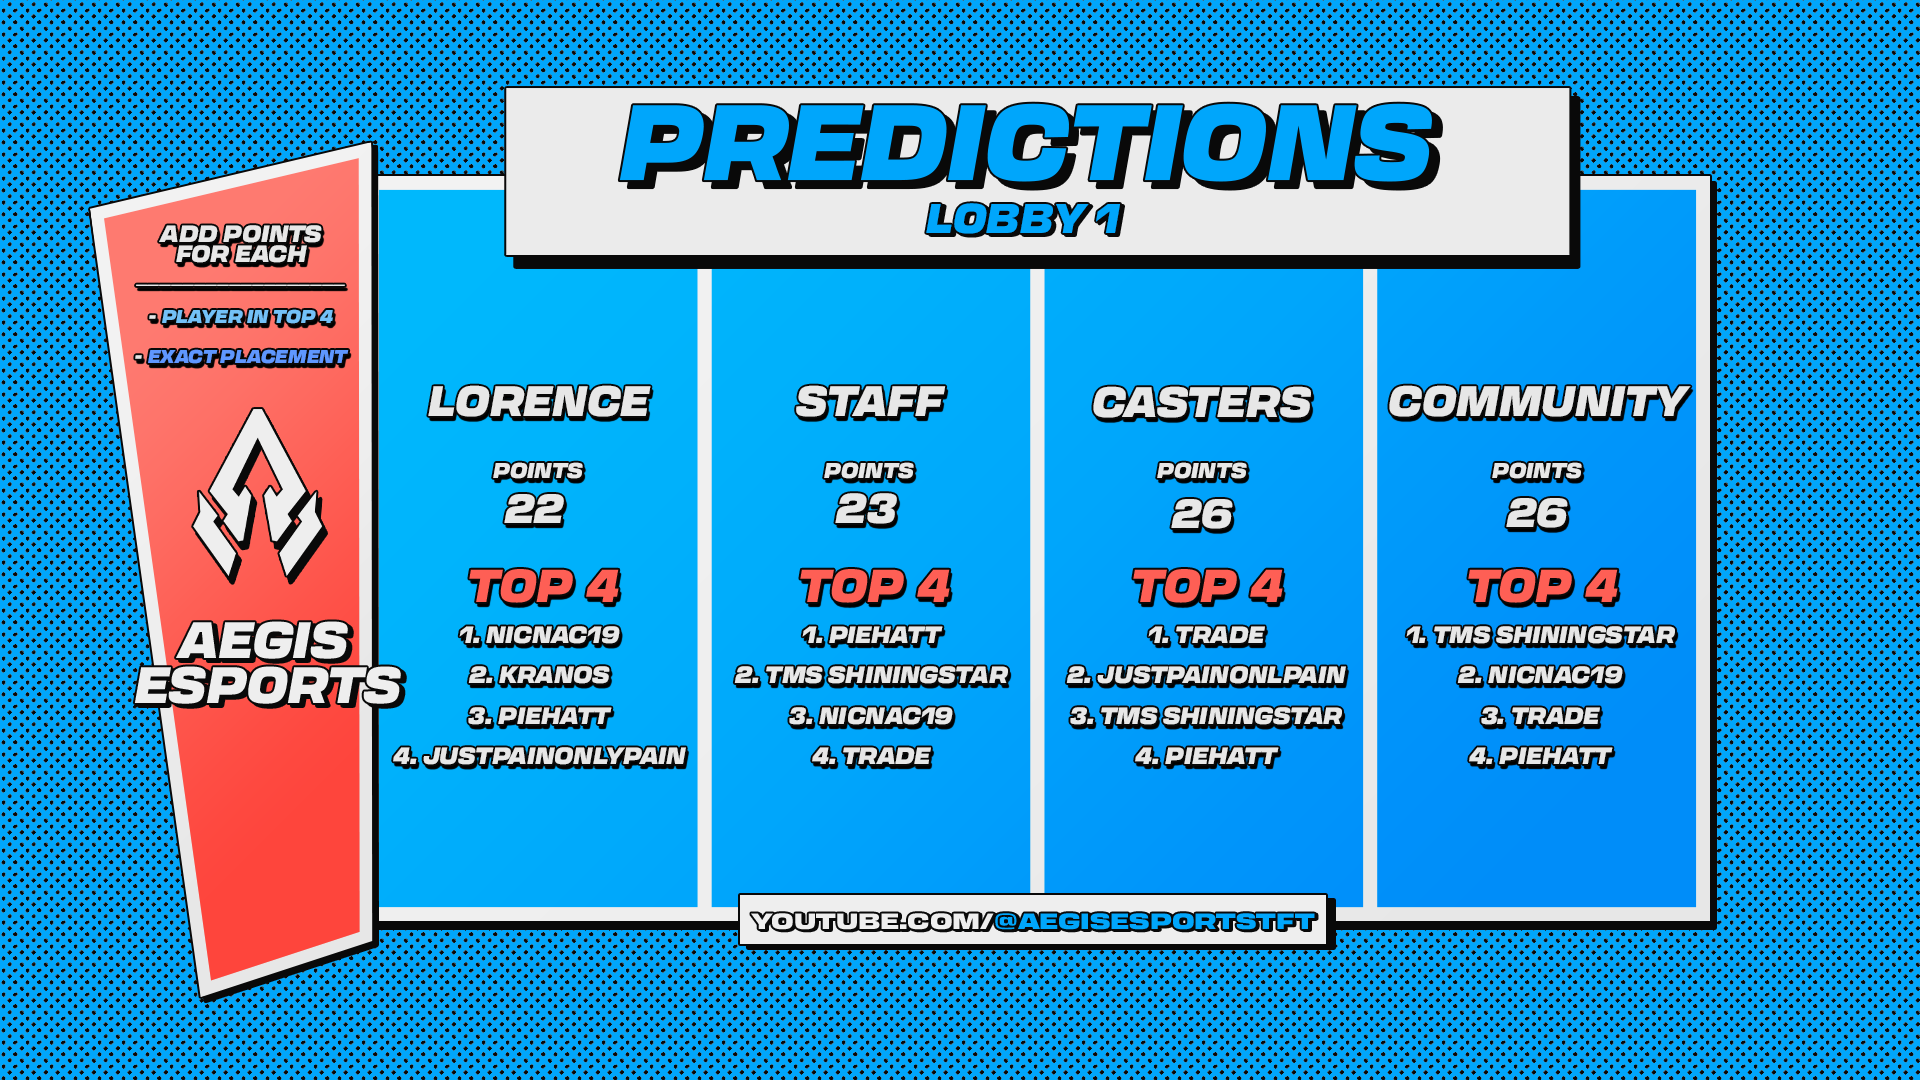 PREDICTIONS
LOBBY 1
ADD POINTS
FOR EACH
- PLAYER IN TOP 4
- EXACT PLACEMENT
AEGIS
ESPORTS
LORENCE
POINTS
22
TOP 4
1. NICNAC19
2. KRANOS
3. PIEHATT
4. JUSTPAINONLYPAIN
STAFF
POINTS
23
TOP 4
1. PIEHATT
2. TMS SHININGSTAR
3. NICNAC19
4. TRADE
CASTERS
POINTS
26
TOP 4
1. TRADE
2. JUSTPAINONLPAIN
3. TMS SHININGSTAR
4. PIEHATT
COMMUNITY
POINTS
26
TOP 4
1. TMS SHININGSTAR
2. NICNAC19
3. TRADE
4. PIEHATT
YOUTUBE.COM/@AEGISESPORTSTFT